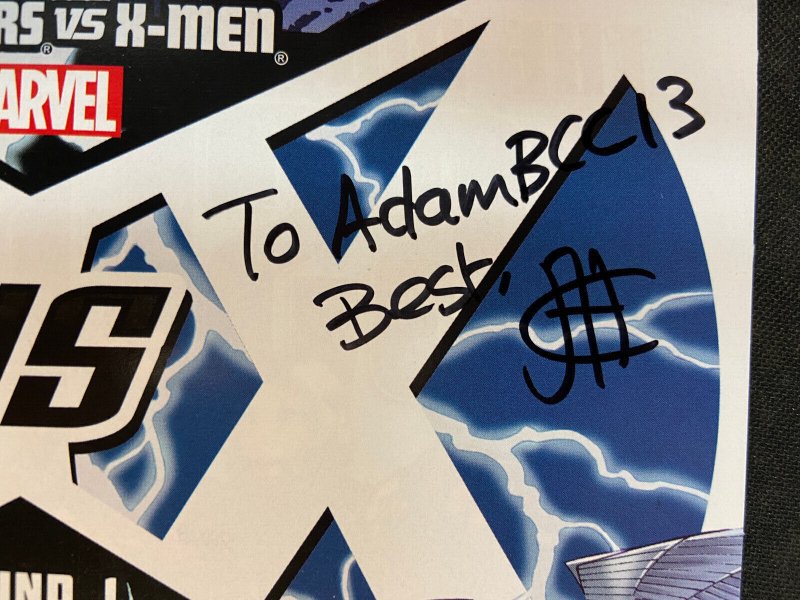 RS VS X-MEN
®
®
MARVEL
To AdamBCC13
Best,